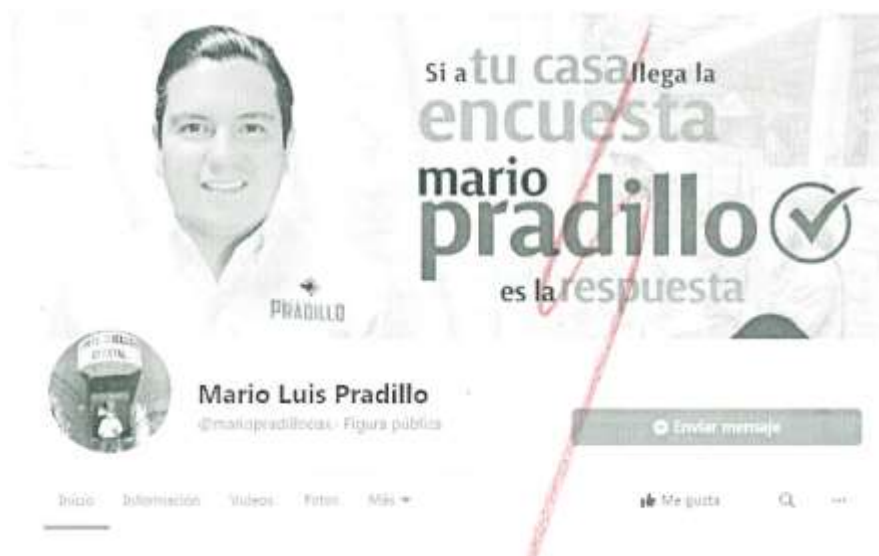 Si a tu casa llega la
encuesta
mario
pradillo
es la respuesta
PRADILLO
Mario Luis Pradillo
Figura pública
Enviar mensaje
Inicio Información Videos Fotos Más
Me gusta